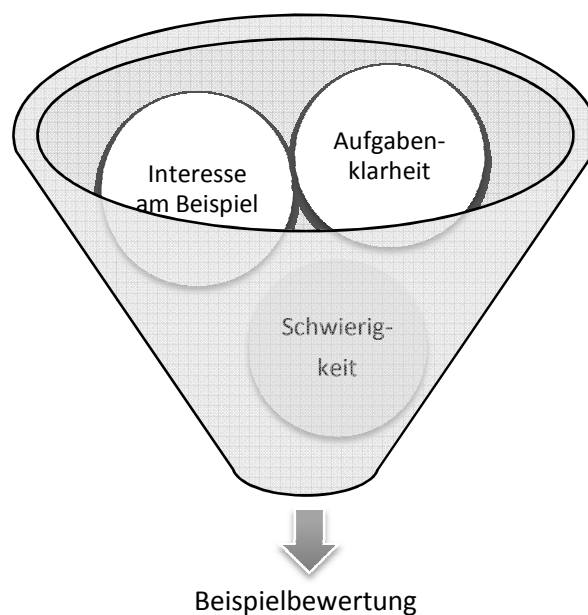 Interesse
am Beispiel
Aufgaben-
klarheit
Schwierig-
keit
Beispielbewertung